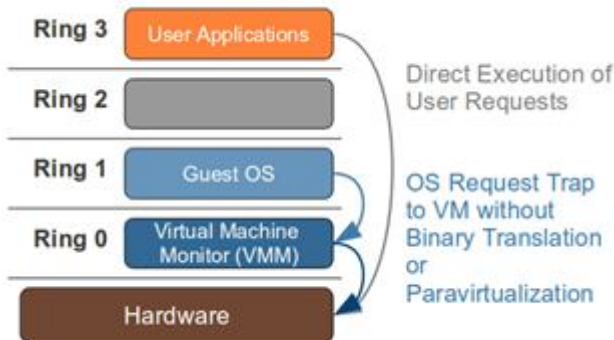 Ring 3
User Applications
Direct Execution of
User Requests
Ring 2
Ring 1
Guest OS
OS Request Trap
to VM without
Binary Translation
or
Paravirtualization
Ring 0
Virtual Machine
Monitor (VMM)
Hardware